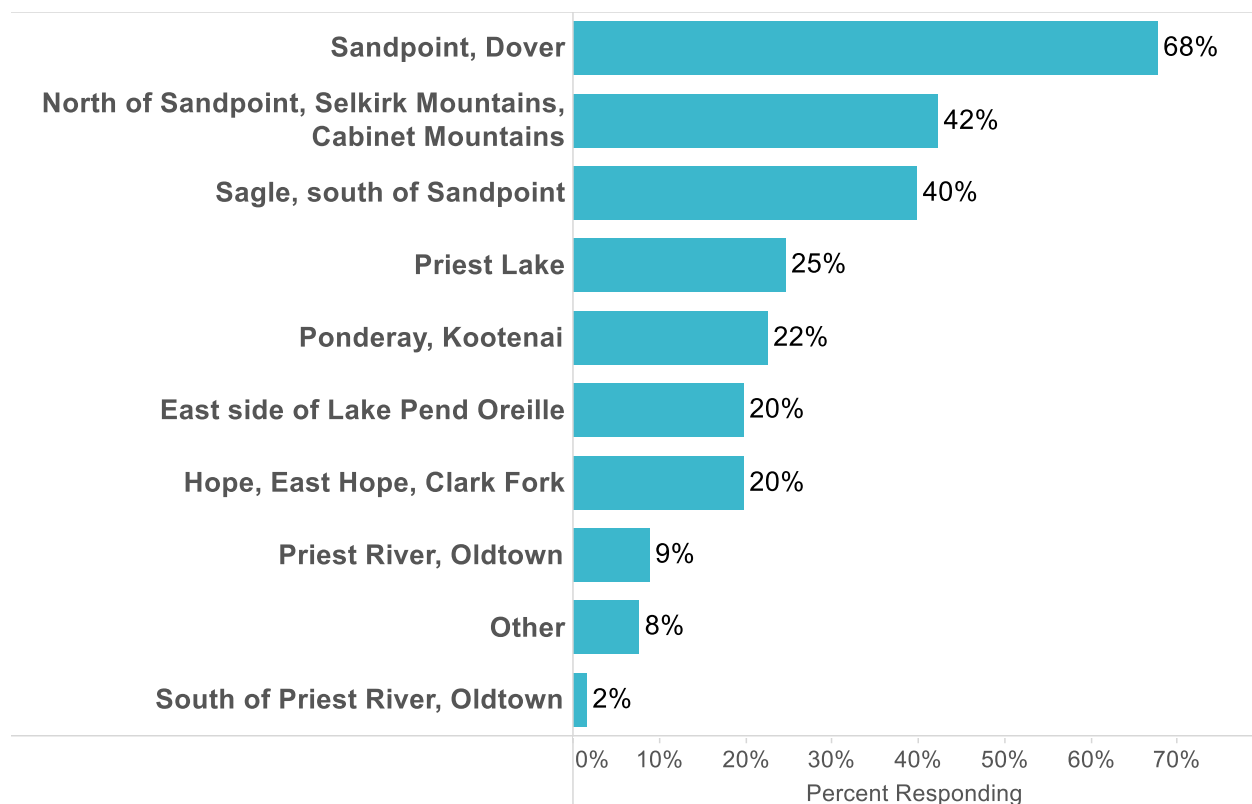 Sandpoint, Dover 68%
North of Sandpoint, Selkirk Mountains,
Cabinet Mountains 42%
Sagle, south of Sandpoint 40%
Priest Lake 25%
Ponderay, Kootenai 22%
East side of Lake Pend Oreille 20%
Hope, East Hope, Clark Fork 20%
Priest River, Oldtown 9%
Other 8%
South of Priest River, Oldtown 2%
0% 10% 20% 30% 40% 50% 60% 70%
Percent Responding